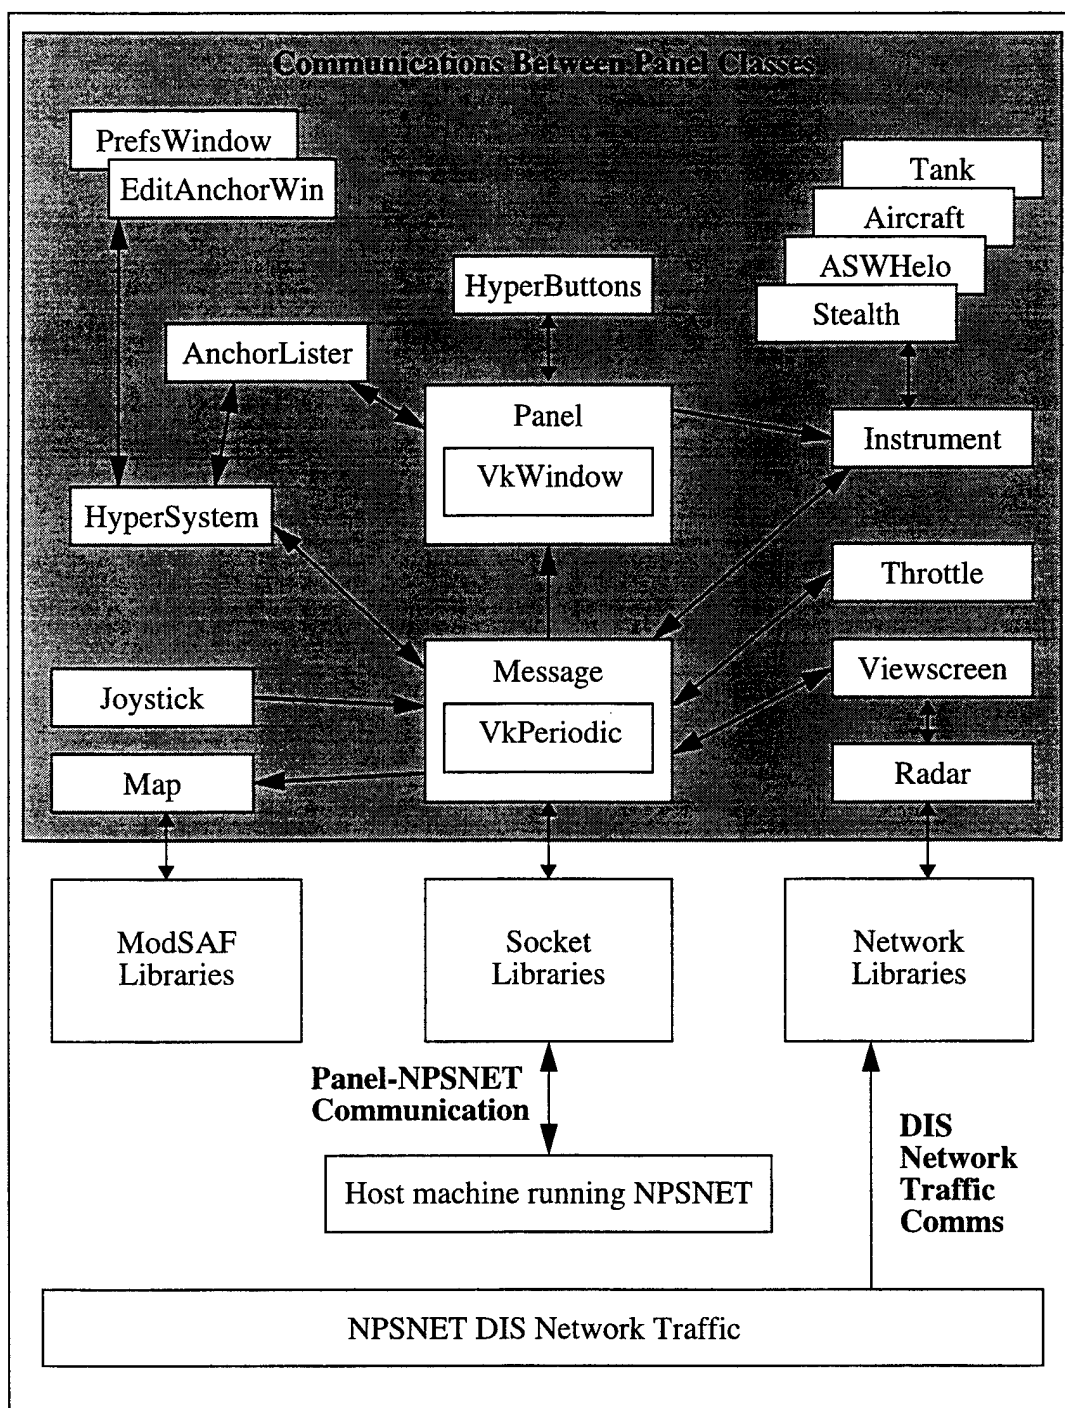 Communications Between Panel Classes
PrefsWindow
EditAnchorWin
Tank
Aircraft
ASWHelo
Stealth
HyperButtons
AnchorLister
Panel
VkWindow
Instrument
HyperSystem
Throttle
Message
VkPeriodic
Viewscreen
Joystick
Map
Radar
ModSAF
Libraries
Socket
Libraries
Network
Libraries
Panel-NPSNET
Communication
DIS
Network
Traffic
Comms
Host machine running NPSNET
NPSNET DIS Network Traffic